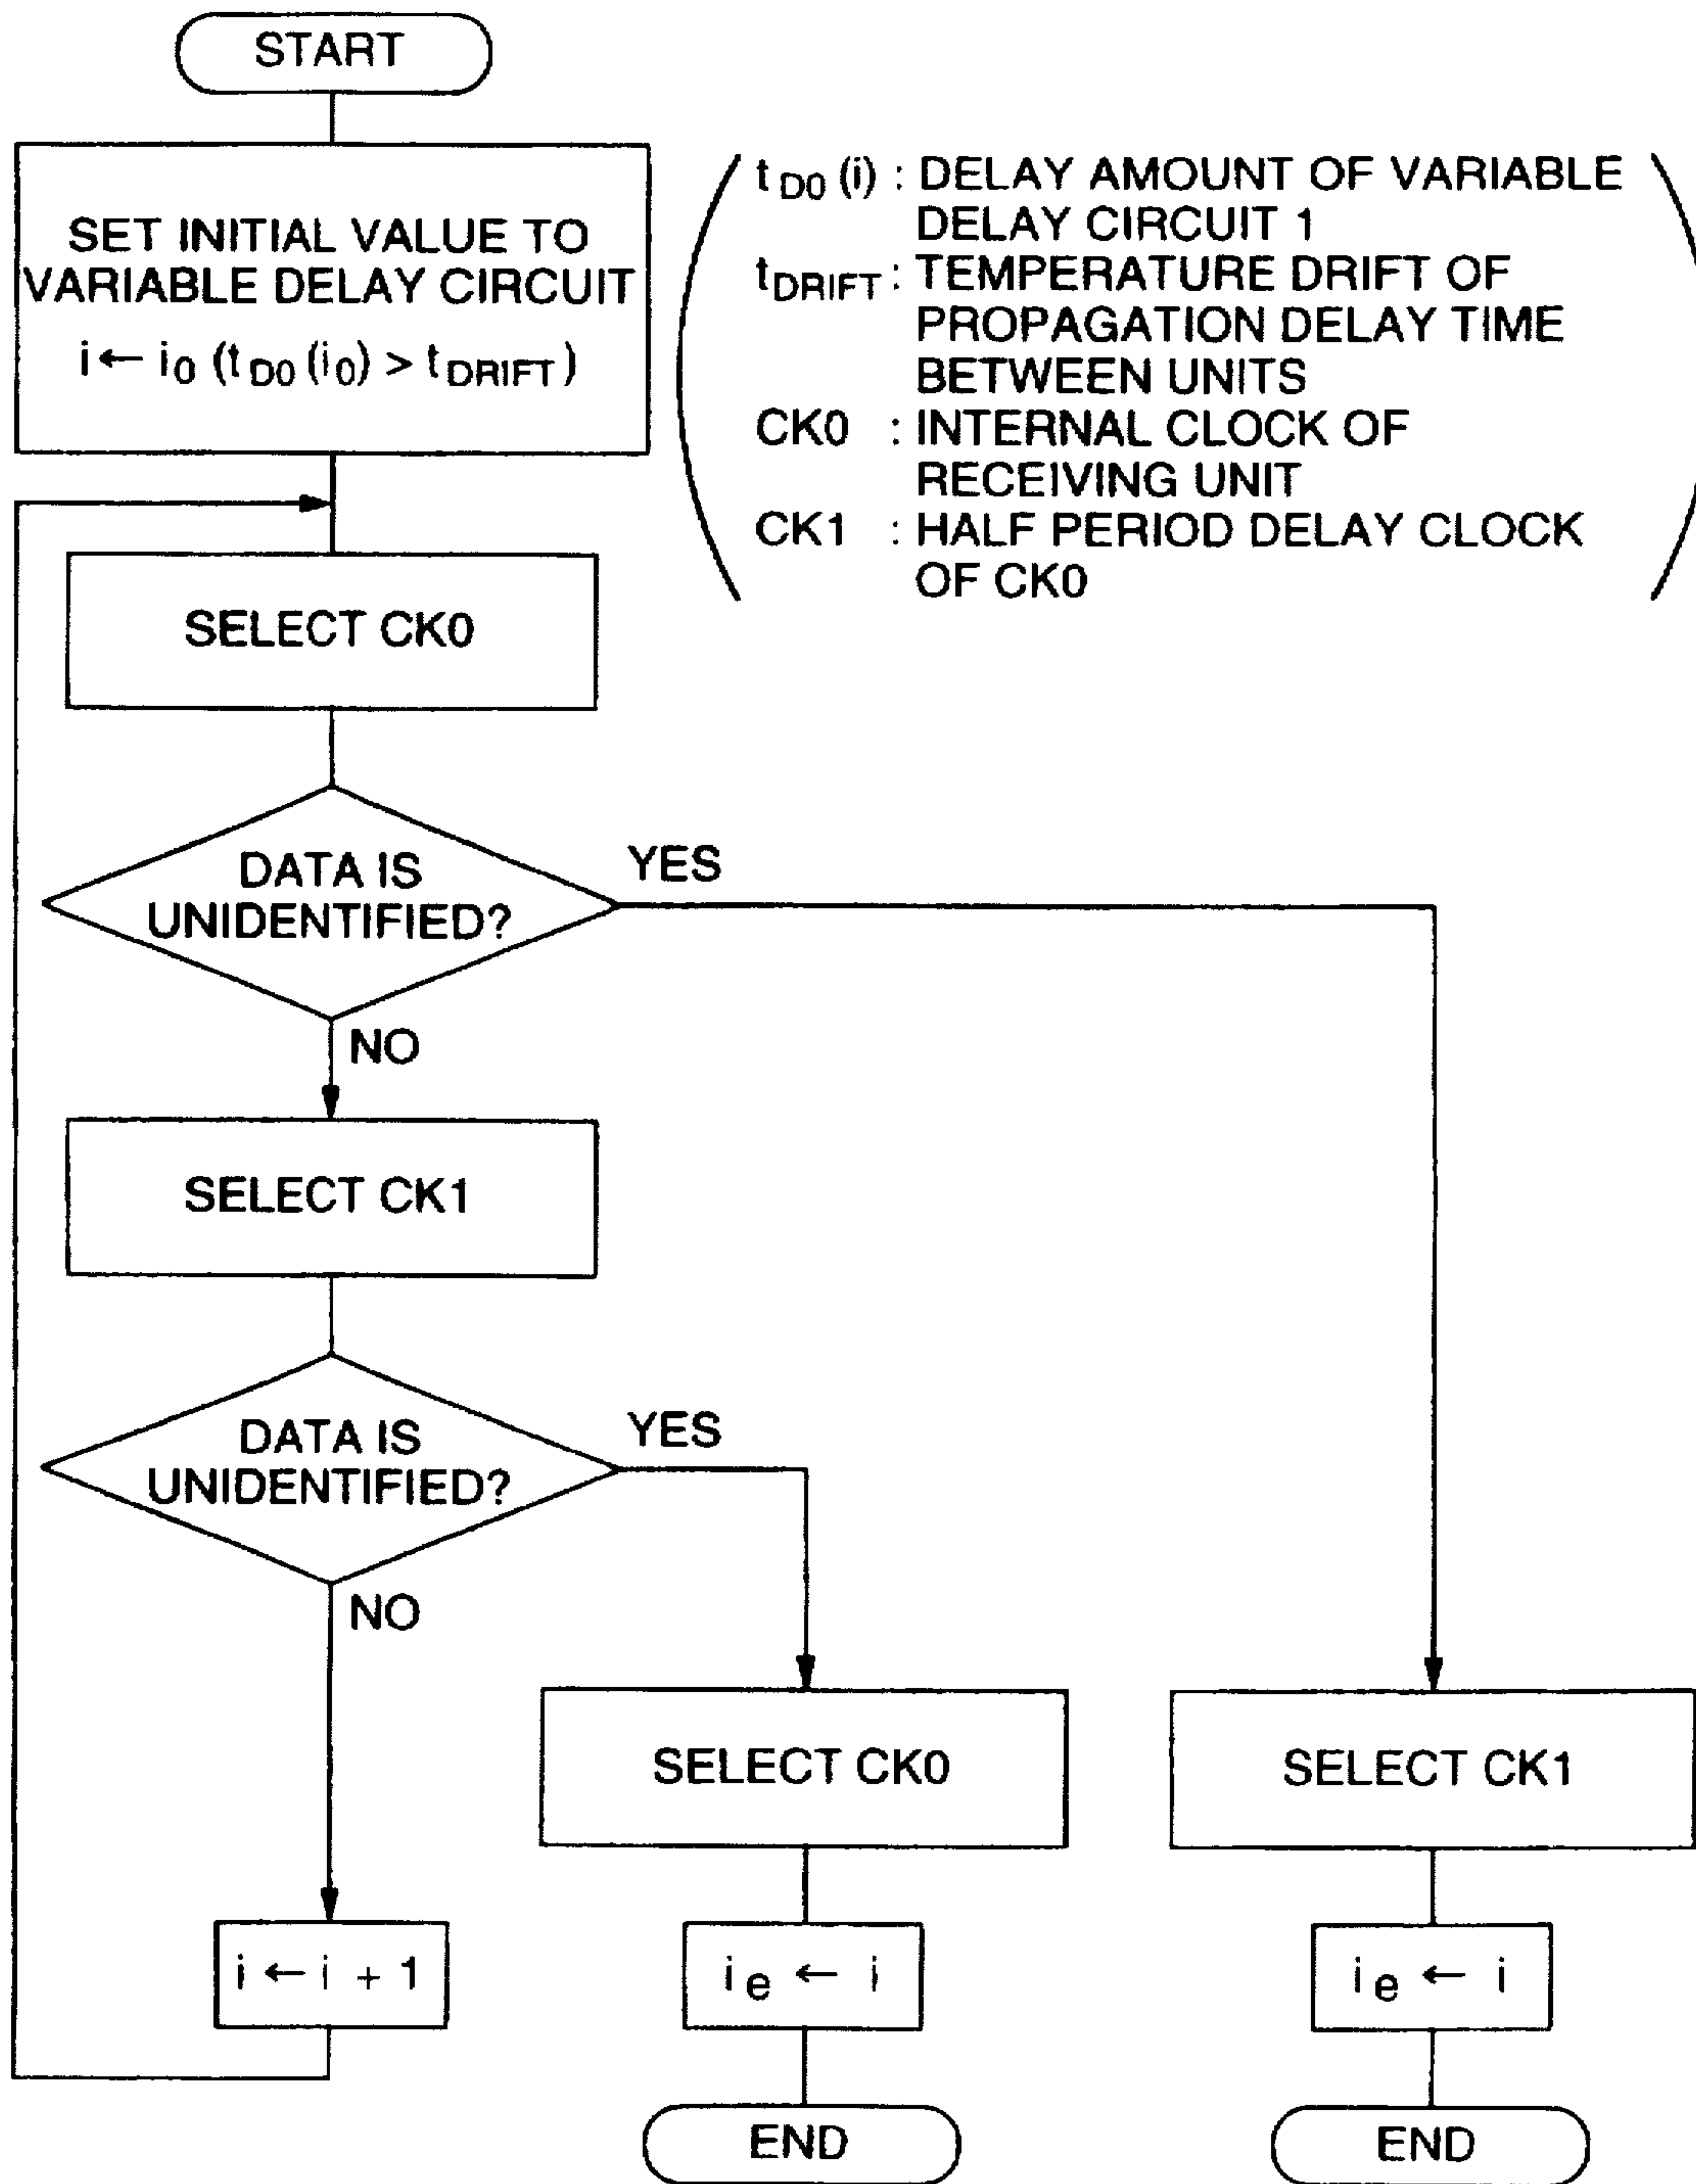 START
SET INITIAL VALUE TO
VARIABLE DELAY CIRCUIT
i ← i0 (tD0 (i0) > tDRIFT)
tD0 (i) : DELAY AMOUNT OF VARIABLE
DELAY CIRCUIT 1
tDRIFT : TEMPERATURE DRIFT OF
PROPAGATION DELAY TIME
BETWEEN UNITS
CK0 : INTERNAL CLOCK OF
RECEIVING UNIT
CK1 : HALF PERIOD DELAY CLOCK
OF CK0
SELECT CK0
DATA IS
UNIDENTIFIED?
YES
NO
SELECT CK1
DATA IS
UNIDENTIFIED?
YES
NO
SELECT CK0
SELECT CK1
i ← i + 1
ie ← i
ie ← i
END
END